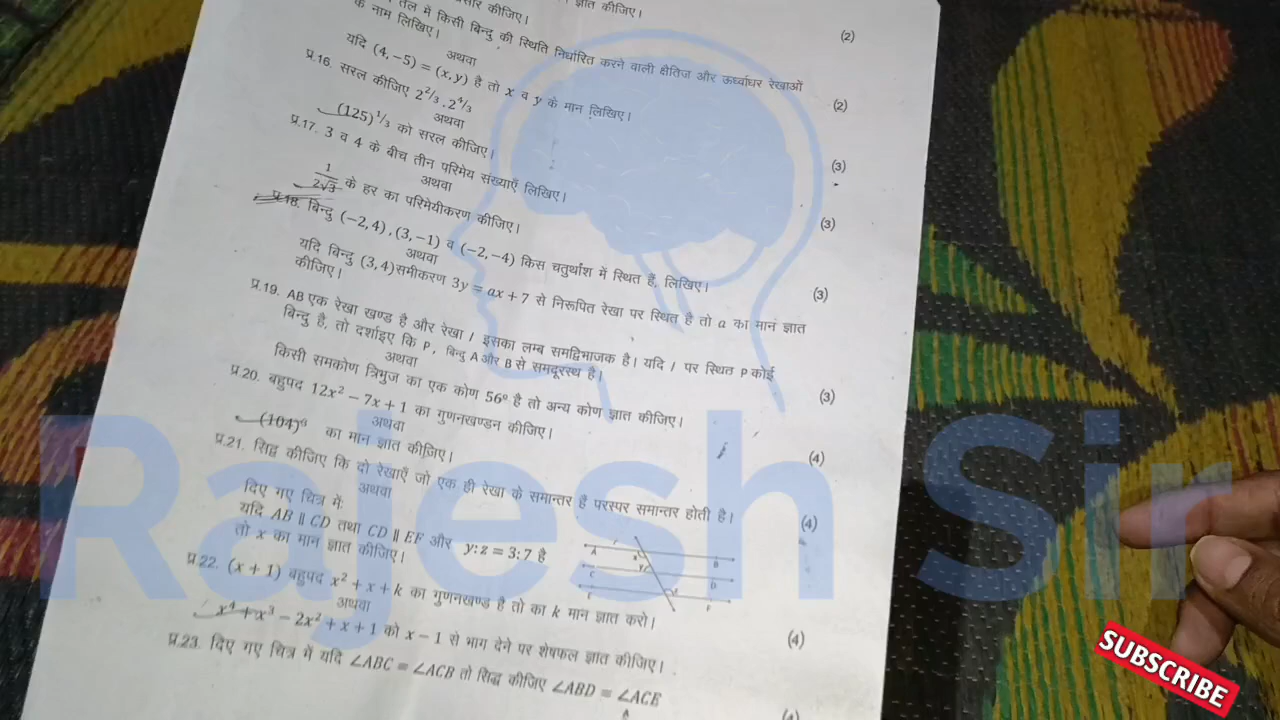 ज्ञात कीजिए।
कीजिए।
तल में किसी बिन्दु की स्थिति निर्धारित करने वाली क्षैतिज और ऊर्ध्वाधर रेखाओं (2)
के नाम लिखिए।
अथवा
यदि (4, −5) = (x, y) है तो x व y के मान लिखिए।
प्र.16. सरल कीजिए 2^2/3 . 2^4/3 (2)
अथवा
(125)^1/3 को सरल कीजिए।
प्र.17. 3 व 4 के बीच तीन परिमेय संख्याएँ लिखिए। (3)
अथवा
1/2√3 के हर का परिमेयीकरण कीजिए।
प्र.18. बिन्दु (−2, 4) , (3, −1) व (−2, −4) किस चतुर्थांश में स्थित हैं, लिखिए। (3)
अथवा
यदि बिन्दु (3, 4)समीकरण 3y = ax + 7 से निरूपित रेखा पर स्थित है तो a का मान ज्ञात
कीजिए।
प्र.19. AB एक रेखा खण्ड है और रेखा l इसका लम्ब समद्विभाजक है। यदि l पर स्थित P कोई (3)
बिन्दु है, तो दर्शाइए कि P, बिन्दु A और B से समदूरस्थ है।
अथवा
किसी समकोण त्रिभुज का एक कोण 56° है तो अन्य कोण ज्ञात कीजिए।
प्र.20. बहुपद 12x² − 7x + 1 का गुणनखण्डन कीजिए। (3)
अथवा
का मान ज्ञात कीजिए।
प्र.21. सिद्ध कीजिए कि दो रेखाएँ जो एक ही रेखा के समान्तर है परस्पर समान्तर होती है। (4)
अथवा
दिए गए चित्र में:
यदि AB ∥ CD तथा CD ∥ EF और y: z = 3: 7 है
तो x का मान ज्ञात कीजिए।
A B
C D
E F
(4)
प्र.22. (x + 1) बहुपद x² + x + k का गुणनखण्ड है तो का k मान ज्ञात करो।
अथवा
x⁴ + x³ − 2x² + x + 1 को x − 1 से भाग देने पर शेषफल ज्ञात कीजिए। (4)
प्र.23. दिए गए चित्र में यदि ∠ABC = ∠ACB तो सिद्ध कीजिए ∠ABD = ∠ACE
A
(4)
Rajesh Sir
SUBSCRIBE